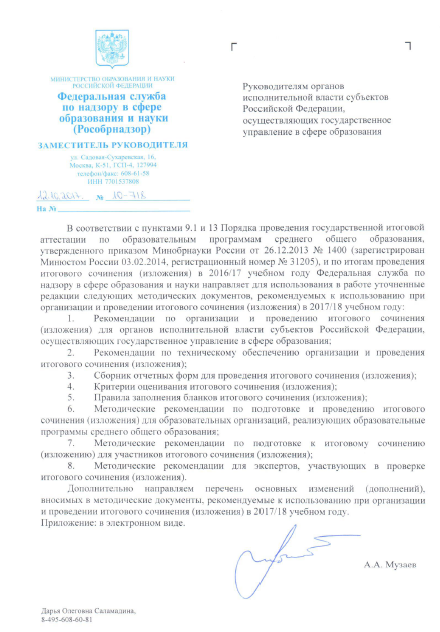 МИНИСТЕРСТВО ОБРАЗОВАНИЯ И НАУКИ
РОССИЙСКОЙ ФЕДЕРАЦИИ
Федеральная служба
по надзору в сфере
образования и науки
(Рособрнадзор)
ЗАМЕСТИТЕЛЬ РУКОВОДИТЕЛЯ
ул. Садовая-Сухаревская, 16,
Москва, К-51, ГСП-4, 127994
телефон/факс: 608-61-58
ИНН 7701537808
12.10.2017 № 10-718
На №
Руководителям органов
исполнительной власти субъектов
Российской Федерации,
осуществляющих государственное
управление в сфере образования
В соответствии с пунктами 9.1 и 13 Порядка проведения государственной итоговой
аттестации по образовательным программам среднего общего образования,
утвержденного приказом Минобрнауки России от 26.12.2013 № 1400 (зарегистрирован
Минюстом России 03.02.2014, регистрационный номер № 31205), и по итогам проведения
итогового сочинения (изложения) в 2016/17 учебном году Федеральная служба по
надзору в сфере образования и науки направляет для использования в работе уточненные
редакции следующих методических документов, рекомендуемых к использованию при
организации и проведении итогового сочинения (изложения) в 2017/18 учебном году:
1. Рекомендации по организации и проведению итогового сочинения
(изложения) для органов исполнительной власти субъектов Российской Федерации,
осуществляющих государственное управление в сфере образования;
2. Рекомендации по техническому обеспечению организации и проведения
итогового сочинения (изложения);
3. Сборник отчетных форм для проведения итогового сочинения (изложения);
4. Критерии оценивания итогового сочинения (изложения);
5. Правила заполнения бланков итогового сочинения (изложения);
6. Методические рекомендации по подготовке и проведению итогового
сочинения (изложения) для образовательных организаций, реализующих образовательные
программы среднего общего образования;
7. Методические рекомендации по подготовке к итоговому сочинению
(изложению) для участников итогового сочинения (изложения);
8. Методические рекомендации для экспертов, участвующих в проверке
итогового сочинения (изложения).
Дополнительно направляем перечень основных изменений (дополнений),
вносимых в методические документы, рекомендуемые к использованию при организации
и проведении итогового сочинения (изложения) в 2017/18 учебном году.
Приложение: в электронном виде.
А.А. Музаев
Дарья Олеговна Саламадина,
8-495-608-60-81